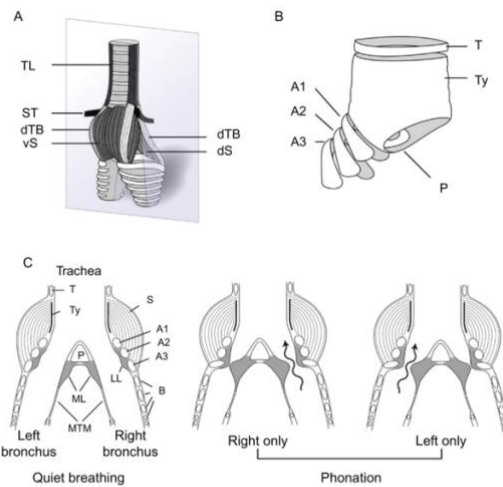 A
TL
ST
dTB
vS
dTB
dS
B
T
Ty
A1
A2
A3
P
C
Trachea
T
Ty
S
A1
A2
A3
P
LL
ML
B
MTM
Left
bronchus
Right
bronchus
Quiet breathing
Right only
Left only
Phonation